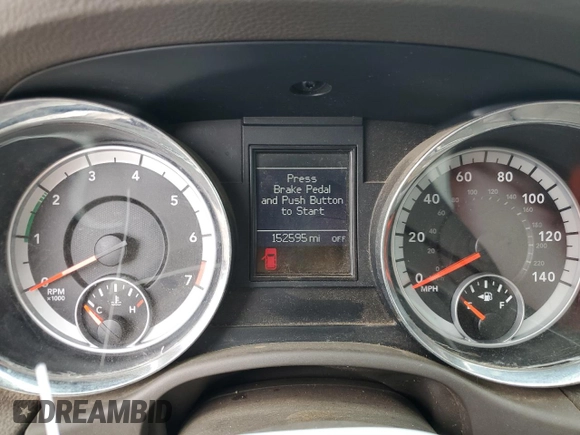 Press
Brake Pedal
and Push Button
to Start
152595 mi OFF
0 1 2 3 4 5 6 7
RPM
x1000
C H
0 20 40 60 80 100 120 140
MPH
F
DREAMBID